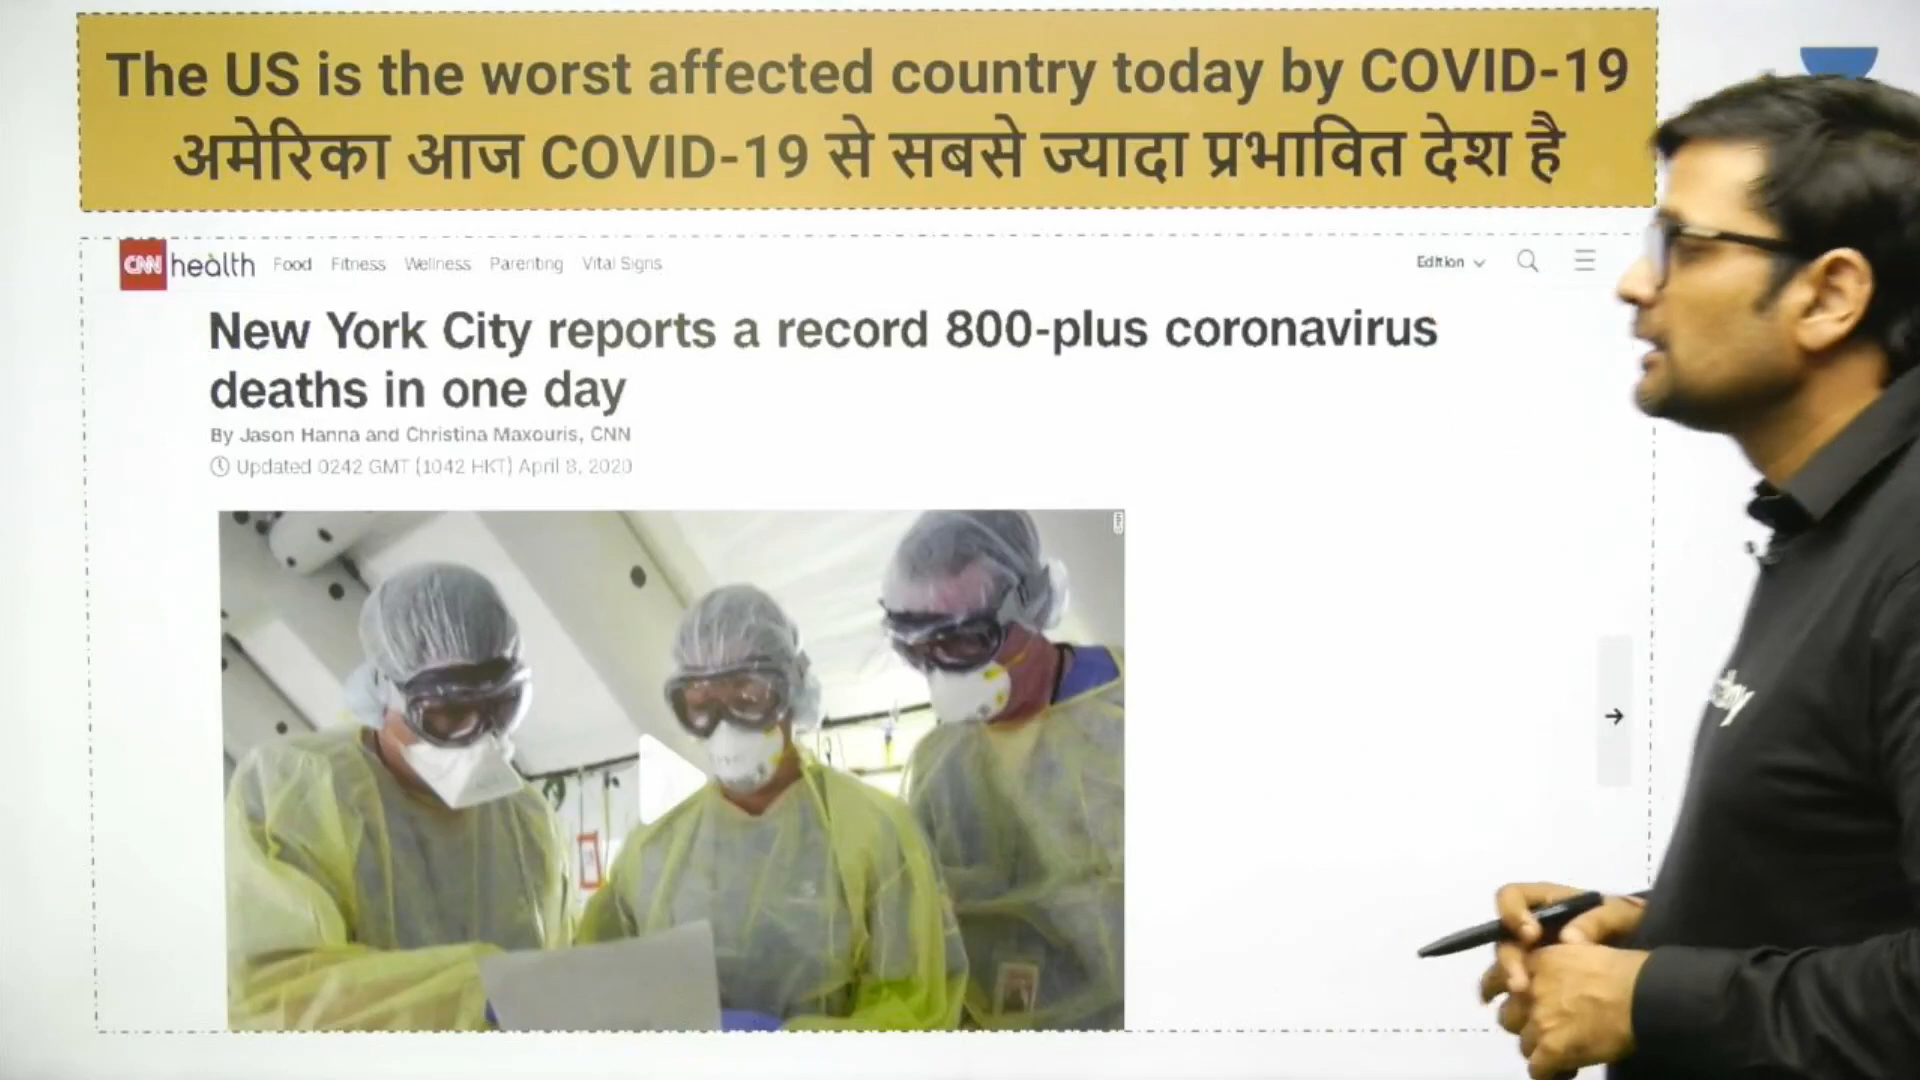 The US is the worst affected country today by COVID-19
अमेरिका आज COVID-19 से सबसे ज्यादा प्रभावित देश है
CNN health Food Fitness Wellness Parenting Vital Signs Edition
New York City reports a record 800-plus coronavirus
deaths in one day
By Jason Hanna and Christina Maxouris, CNN
Updated 0242 GMT (1042 HKT) April 8, 2020